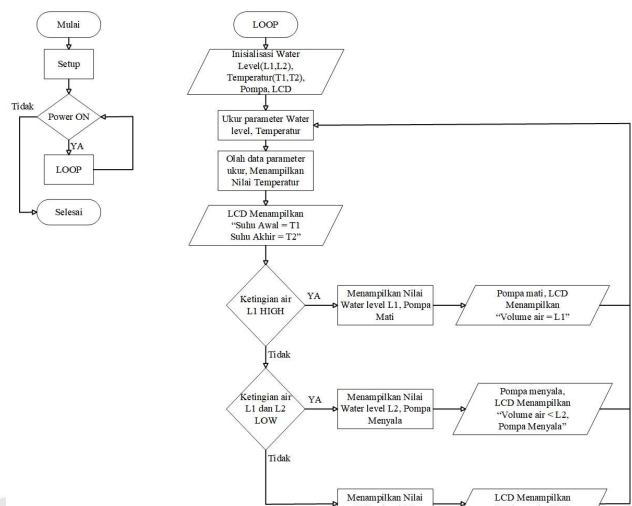 Mulai
Setup
Tidak
Power ON
YA
LOOP
Selesai
LOOP
Inisialisasi Water
Level(L1,L2),
Temperatur(T1,T2),
Pompa, LCD
Ukur parameter Water
level, Temperatur
Olah data parameter
ukur, Menampilkan
Nilai Temperatur
LCD Menampilkan
“Suhu Awal = T1
Suhu Akhir = T2”
Ketingian air
L1 HIGH
YA
Menampilkan Nilai
Water level L1, Pompa
Mati
Pompa mati, LCD
Menampilkan
“Volume air = L1”
Tidak
Ketingian air
L1 dan L2
LOW
YA
Menampilkan Nilai
Water level L2, Pompa
Menyala
Pompa menyala,
LCD Menampilkan
“Volume air < L2,
Pompa Menyala”
Tidak
Menampilkan Nilai
LCD Menampilkan